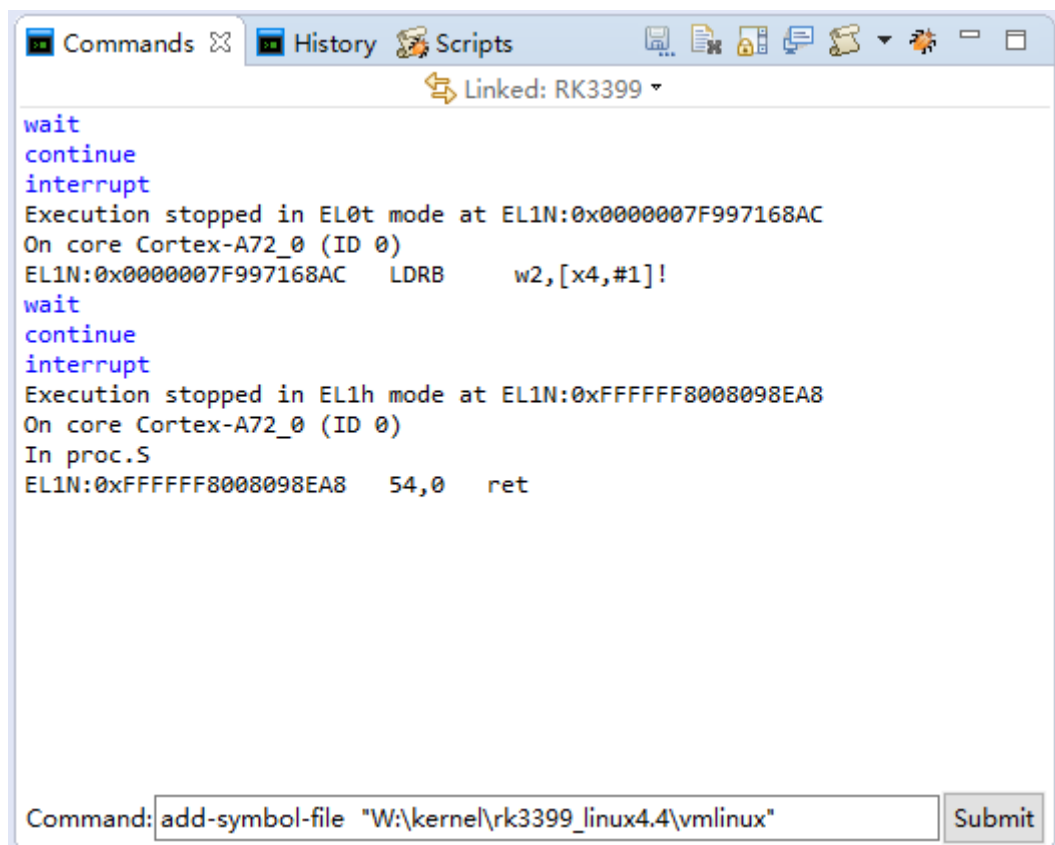 Commands History Scripts
Linked: RK3399
wait
continue
interrupt
Execution stopped in EL0t mode at EL1N:0x0000007F997168AC
On core Cortex-A72_0 (ID 0)
EL1N:0x0000007F997168AC LDRB w2,[x4,#1]!
wait
continue
interrupt
Execution stopped in EL1h mode at EL1N:0xFFFFFF8008098EA8
On core Cortex-A72_0 (ID 0)
In proc.S
EL1N:0xFFFFFF8008098EA8 54,0 ret
Command: add-symbol-file "W:\kernel\rk3399_linux4.4\vmlinux" Submit